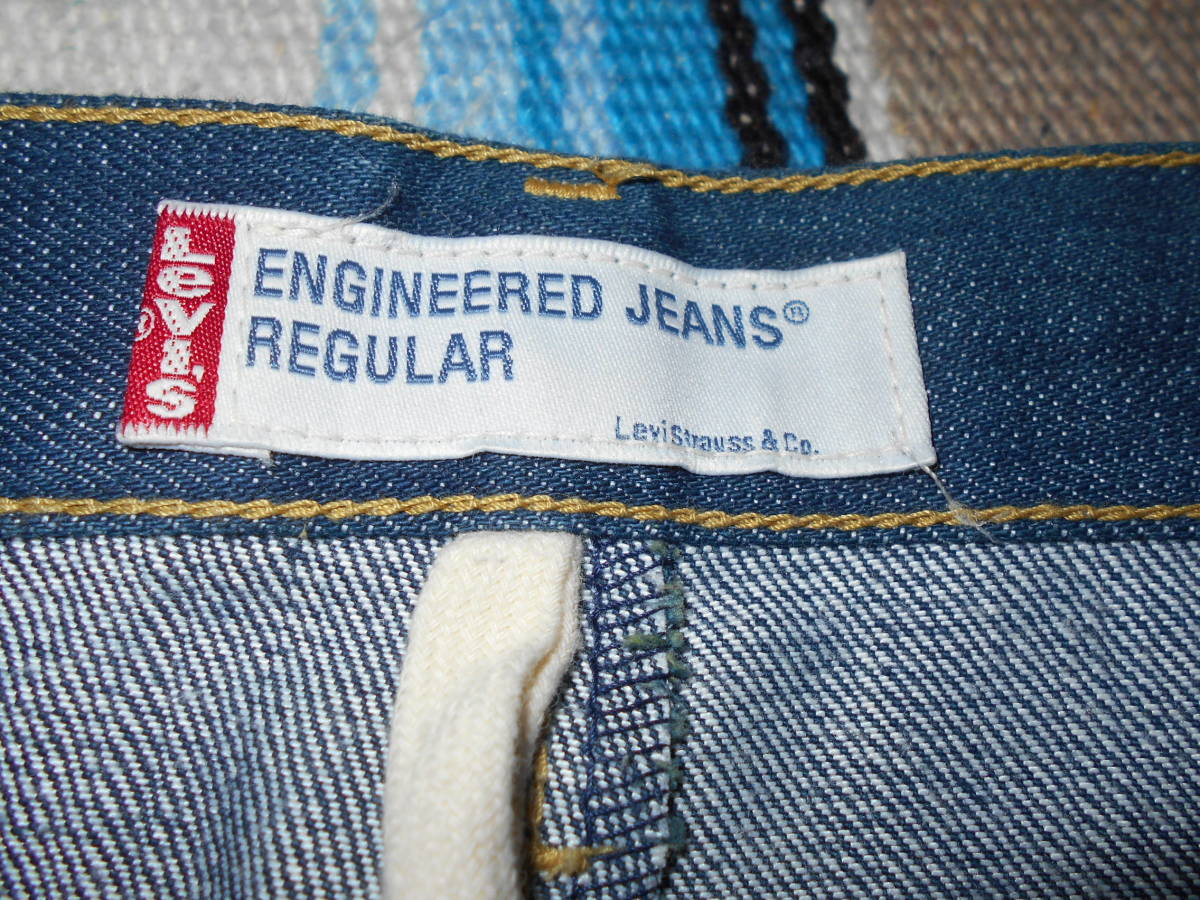 LEVI'S®
ENGINEERED JEANS®
REGULAR
Levi Strauss & Co.